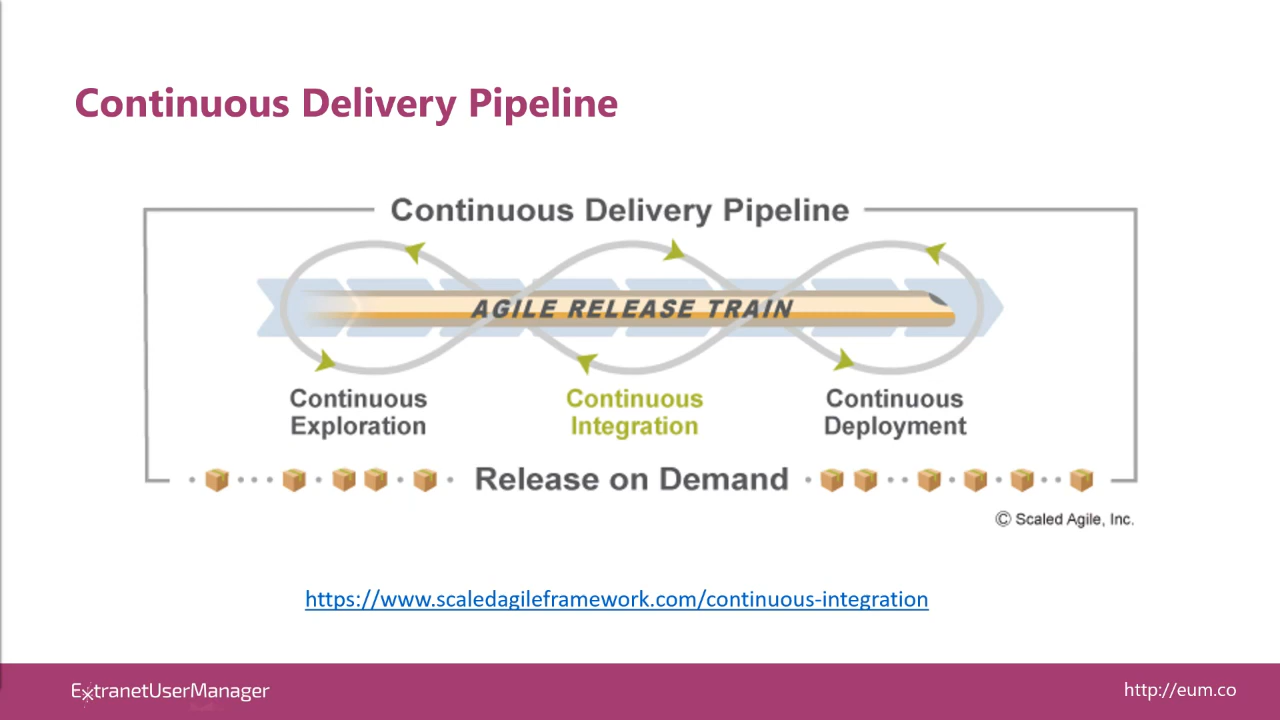 Continuous Delivery Pipeline
Continuous Delivery Pipeline
AGILE RELEASE TRAIN
Continuous
Exploration
Continuous
Integration
Continuous
Deployment
Release on Demand
© Scaled Agile, Inc.
https://www.scaledagileframework.com/continuous-integration
ExtranetUserManager
http://eum.co